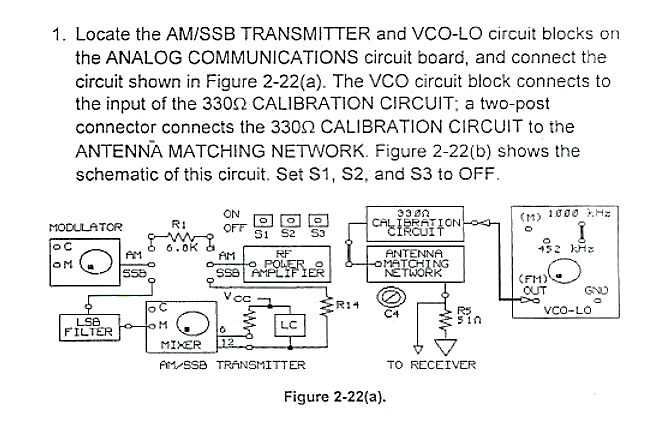 1. Locate the AM/SSB TRANSMITTER and VCO-LO circuit blocks on
the ANALOG COMMUNICATIONS circuit board, and connect the
circuit shown in Figure 2-22(a). The VCO circuit block connects to
the input of the 330Ω CALIBRATION CIRCUIT; a two-post
connector connects the 330Ω CALIBRATION CIRCUIT to the
ANTENNA MATCHING NETWORK. Figure 2-22(b) shows the
schematic of this circuit. Set S1, S2, and S3 to OFF.
MODULATOR
C
M
R1
6.8K
AM
SSB
ON
OFF
S1 S2 S3
AM
SSB
RF
POWER
AMPLIFIER
330Ω
CALIBRATION
CIRCUIT
ANTENNA
MATCHING
NETWORK
(M) 1000 kHz
452 kHz
(FM)
OUT
GND
VCO-LO
LSB
FILTER
C
M
MIXER
Vcc
6
12
LC
R14
C4
R5
51Ω
AM/SSB TRANSMITTER
TO RECEIVER
Figure 2-22(a).